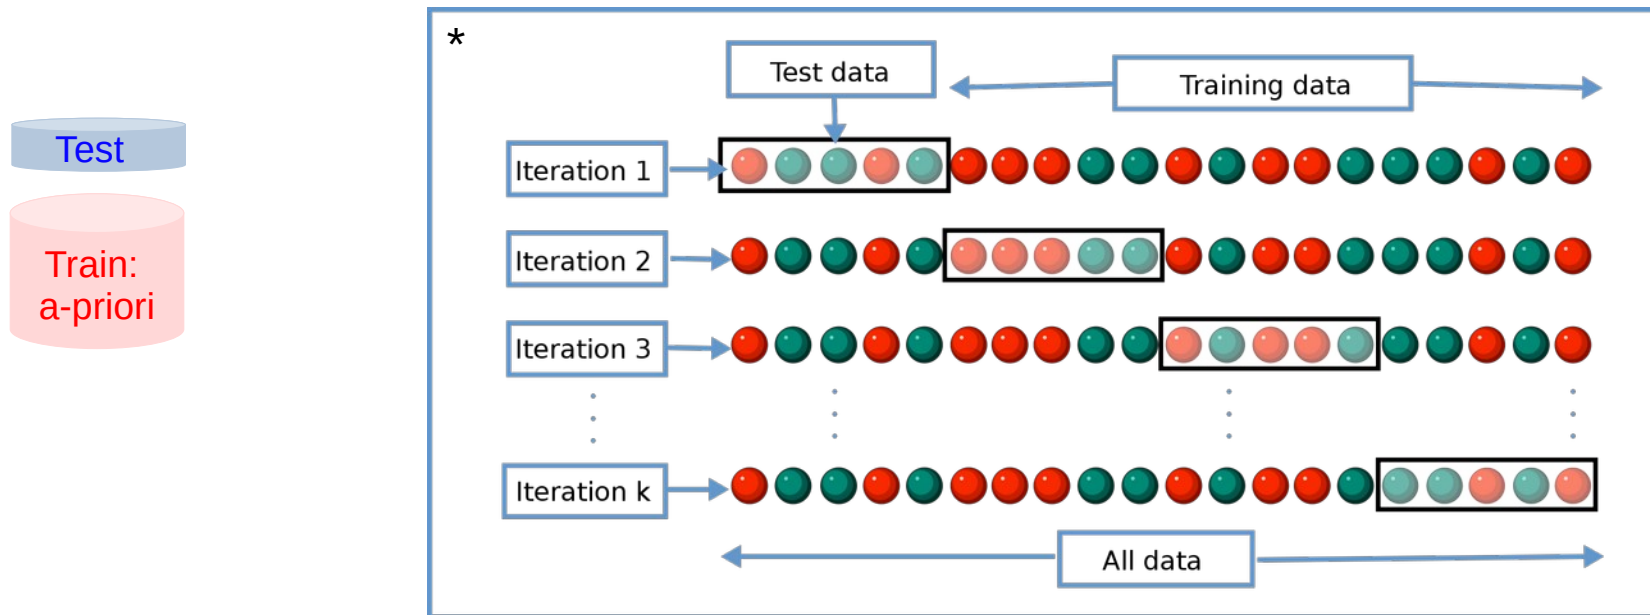 Test
Train:
a-priori
*
Test data
Training data
Iteration 1
Iteration 2
Iteration 3
Iteration k
All data